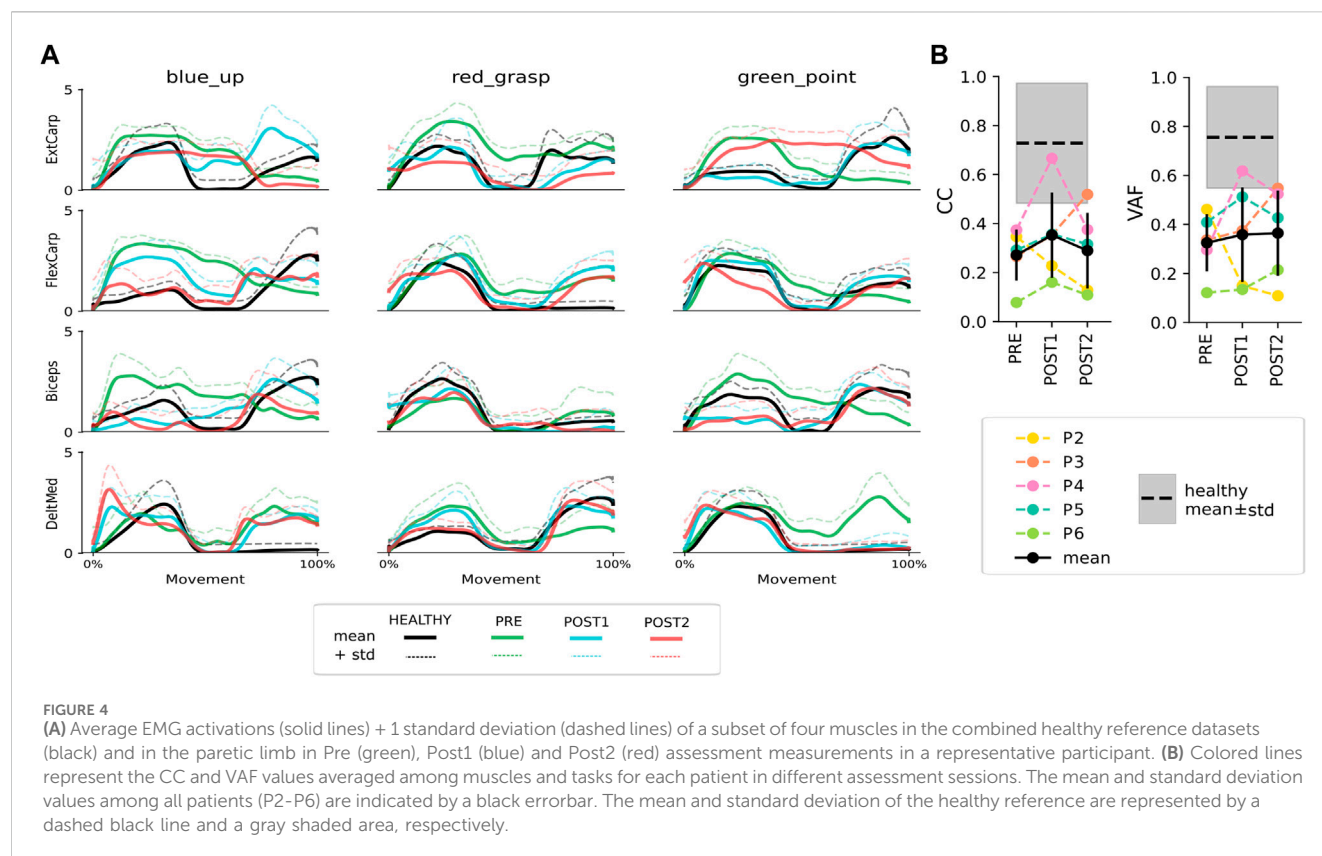 A
blue_up
red_grasp
green_point
5
ExtCarp
0
5
FlexCarp
0
5
Biceps
0
5
DeltMed
0
0%
Movement
100%
0%
Movement
100%
0%
Movement
100%
HEALTHY PRE POST1 POST2
mean
+ std
B
1.0
0.8
0.6
0.4
0.2
0.0
CC
PRE
POST1
POST2
1.0
0.8
0.6
0.4
0.2
0.0
VAF
PRE
POST1
POST2
P2
P3
P4
P5
P6
mean
healthy
mean±std
FIGURE 4
(A) Average EMG activations (solid lines) + 1 standard deviation (dashed lines) of a subset of four muscles in the combined healthy reference datasets
(black) and in the paretic limb in Pre (green), Post1 (blue) and Post2 (red) assessment measurements in a representative participant. (B) Colored lines
represent the CC and VAF values averaged among muscles and tasks for each patient in different assessment sessions. The mean and standard deviation
values among all patients (P2-P6) are indicated by a black errorbar. The mean and standard deviation of the healthy reference are represented by a
dashed black line and a gray shaded area, respectively.